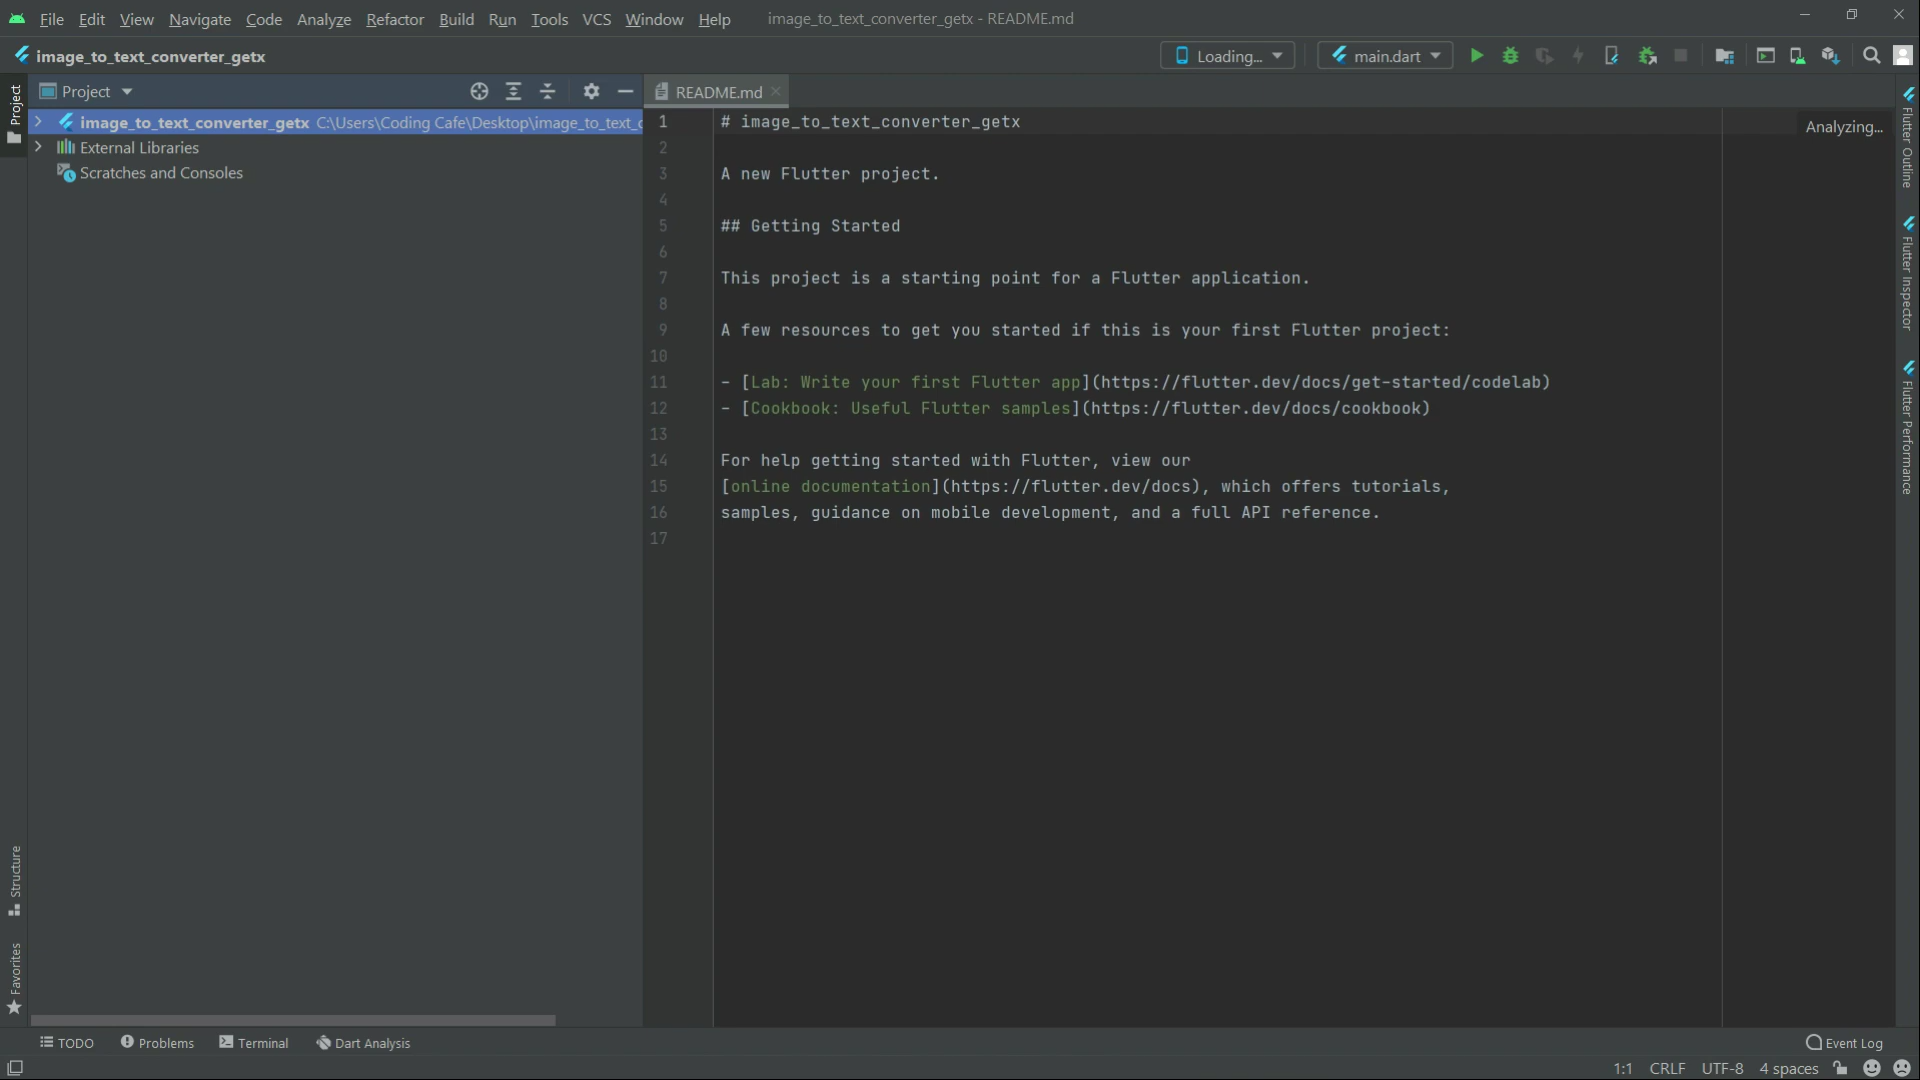 File Edit View Navigate Code Analyze Refactor Build Run Tools VCS Window Help image_to_text_converter_getx - README.md
image_to_text_converter_getx Loading... main.dart
Project README.md
image_to_text_converter_getx C:\Users\Coding Cafe\Desktop\image_to_text_
External Libraries
Scratches and Consoles
1 # image_to_text_converter_getx
2
3 A new Flutter project.
4
5 ## Getting Started
6
7 This project is a starting point for a Flutter application.
8
9 A few resources to get you started if this is your first Flutter project:
10
11 - [Lab: Write your first Flutter app](https://flutter.dev/docs/get-started/codelab)
12 - [Cookbook: Useful Flutter samples](https://flutter.dev/docs/cookbook)
13
14 For help getting started with Flutter, view our
15 [online documentation](https://flutter.dev/docs), which offers tutorials,
16 samples, guidance on mobile development, and a full API reference.
17
Analyzing...
Project
Structure
Favorites
Flutter Outline
Flutter Inspector
Flutter Performance
TODO Problems Terminal Dart Analysis Event Log
1:1 CRLF UTF-8 4 spaces